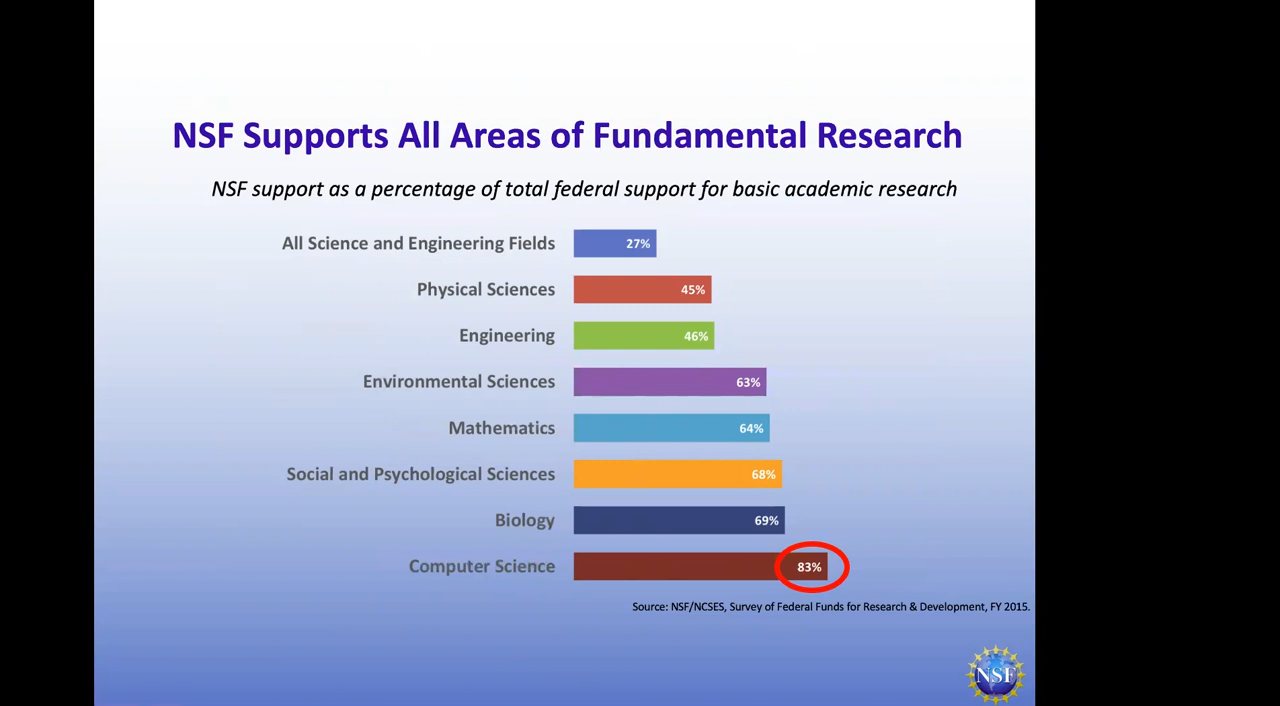 NSF Supports All Areas of Fundamental Research
NSF support as a percentage of total federal support for basic academic research
All Science and Engineering Fields 27%
Physical Sciences 45%
Engineering 46%
Environmental Sciences 63%
Mathematics 64%
Social and Psychological Sciences 68%
Biology 69%
Computer Science 83%
Source: NSF/NCSES, Survey of Federal Funds for Research & Development, FY 2015.
NSF